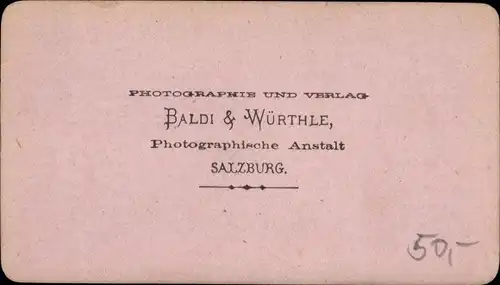 PHOTOGRAPHIE UND VERLAG
BALDI & WÜRTHLE,
Photographische Anstalt
SALZBURG.
50,-